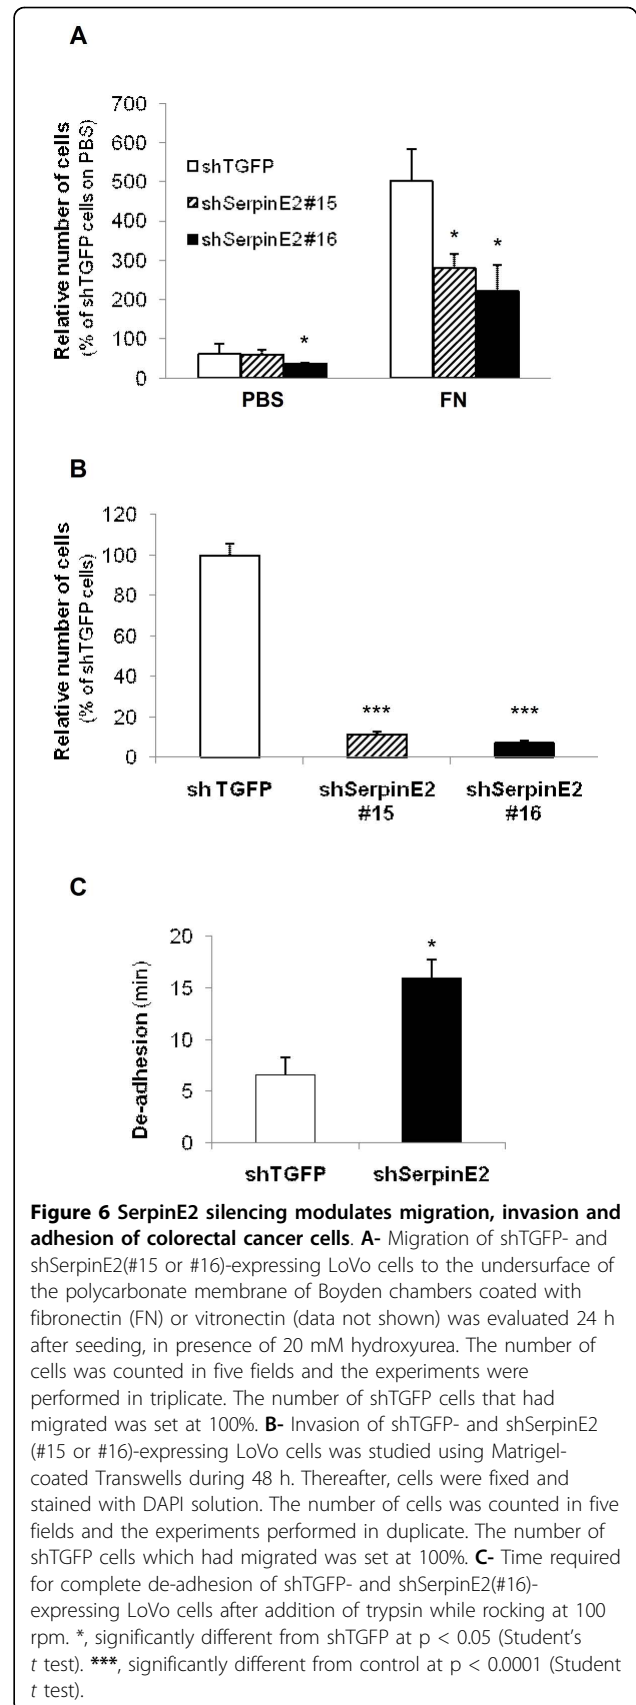 A
Relative number of cells
(% of shTGFP cells on PBS)
700
600
500
400
300
200
100
0
shTGFP
shSerpinE2#15
shSerpinE2#16
*
*
*
PBS
FN
B
Relative number of cells
(% of shTGFP cells)
120
100
80
60
40
20
0
***
***
sh TGFP
shSerpinE2
#15
shSerpinE2
#16
C
De-adhesion (min)
20
15
10
5
0
*
shTGFP
shSerpinE2
Figure 6 SerpinE2 silencing modulates migration, invasion and
adhesion of colorectal cancer cells. A- Migration of shTGFP- and
shSerpinE2(#15 or #16)-expressing LoVo cells to the undersurface of
the polycarbonate membrane of Boyden chambers coated with
fibronectin (FN) or vitronectin (data not shown) was evaluated 24 h
after seeding, in presence of 20 mM hydroxyurea. The number of
cells was counted in five fields and the experiments were
performed in triplicate. The number of shTGFP cells that had
migrated was set at 100%. B- Invasion of shTGFP- and shSerpinE2
(#15 or #16)-expressing LoVo cells was studied using Matrigel-
coated Transwells during 48 h. Thereafter, cells were fixed and
stained with DAPI solution. The number of cells was counted in five
fields and the experiments performed in duplicate. The number of
shTGFP cells which had migrated was set at 100%. C- Time required
for complete de-adhesion of shTGFP- and shSerpinE2(#16)-
expressing LoVo cells after addition of trypsin while rocking at 100
rpm. *, significantly different from shTGFP at p < 0.05 (Student's
t test). ***, significantly different from control at p < 0.0001 (Student
t test).